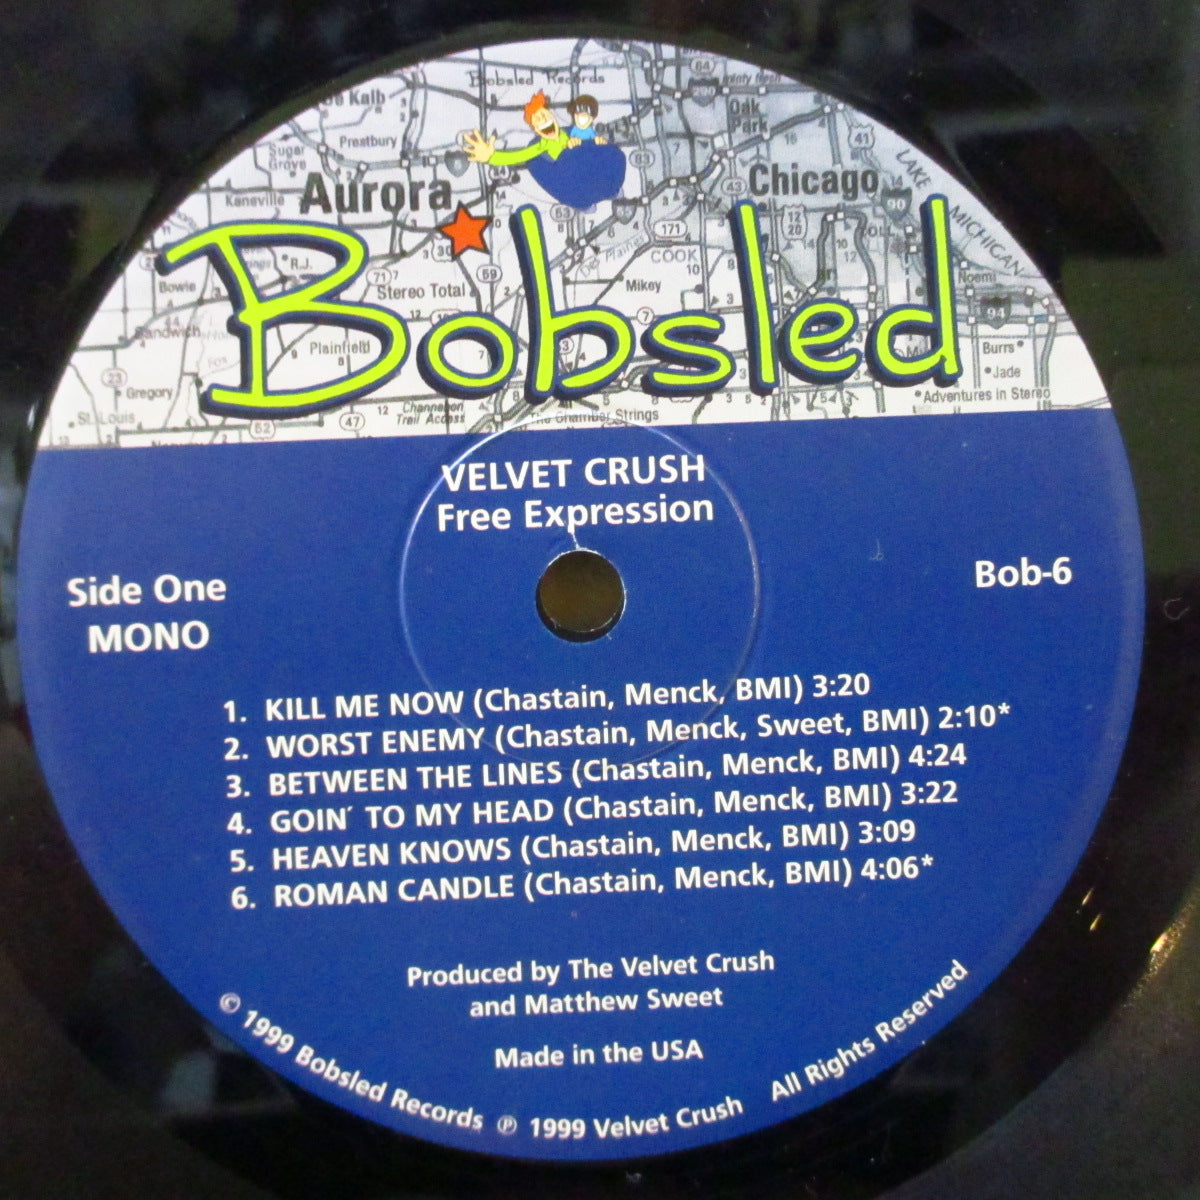 Bobsled Records
De Kalb
Oak Park
Prestbury
Sugar Grove
Kaneville
Aurora
Chicago
LAKE MICHIGAN
COOK
R.J.
Bowie
Stereo Total
Mikey
Noemi
Sandwich
Plainfield
Burrs
Jade
Gregory
Adventures in Stereo
St. Louis
Channahon
Trail Access
The Chamber Strings
Bobsled
VELVET CRUSH
Free Expression
Side One
MONO
Bob-6
1. KILL ME NOW (Chastain, Menck, BMI) 3:20
2. WORST ENEMY (Chastain, Menck, Sweet, BMI) 2:10*
3. BETWEEN THE LINES (Chastain, Menck, BMI) 4:24
4. GOIN´ TO MY HEAD (Chastain, Menck, BMI) 3:22
5. HEAVEN KNOWS (Chastain, Menck, BMI) 3:09
6. ROMAN CANDLE (Chastain, Menck, BMI) 4:06*
Produced by The Velvet Crush
and Matthew Sweet
Made in the USA
© 1999 Bobsled Records ℗ 1999 Velvet Crush All Rights Reserved